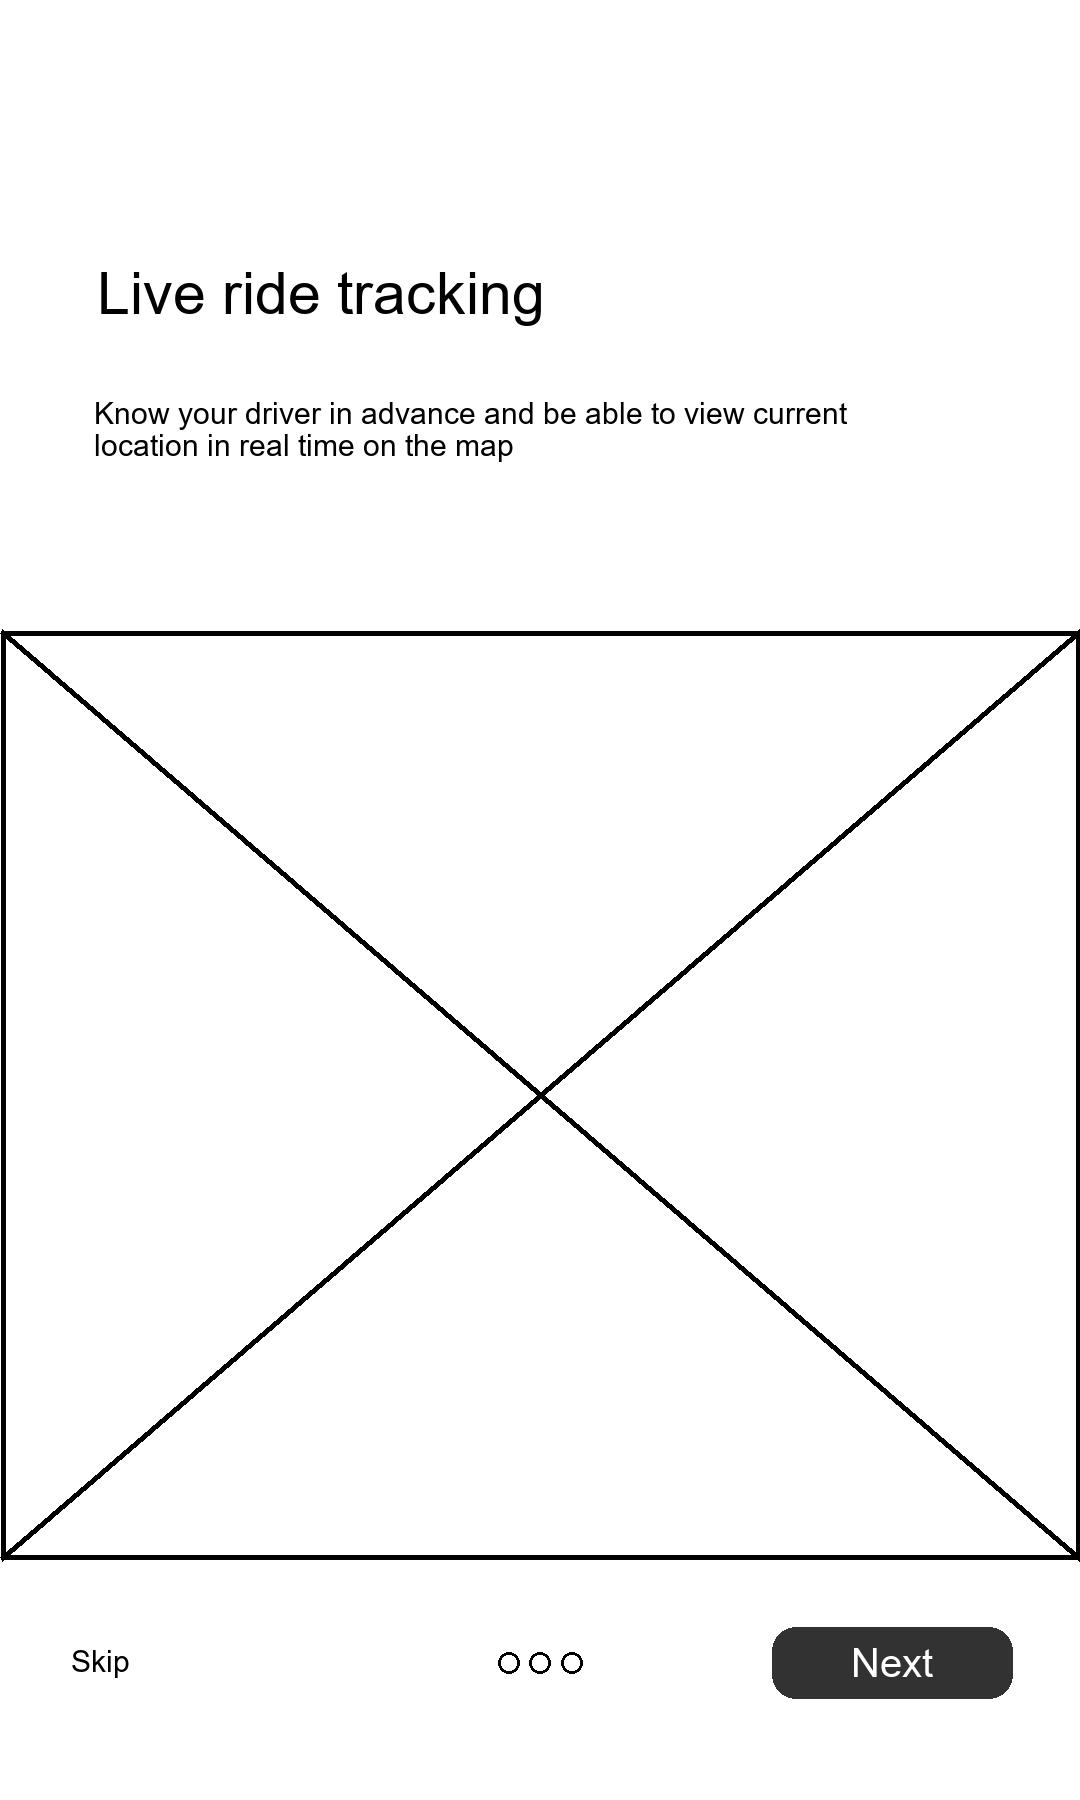 Live ride tracking
Know your driver in advance and be able to view current
location in real time on the map
Skip
Next